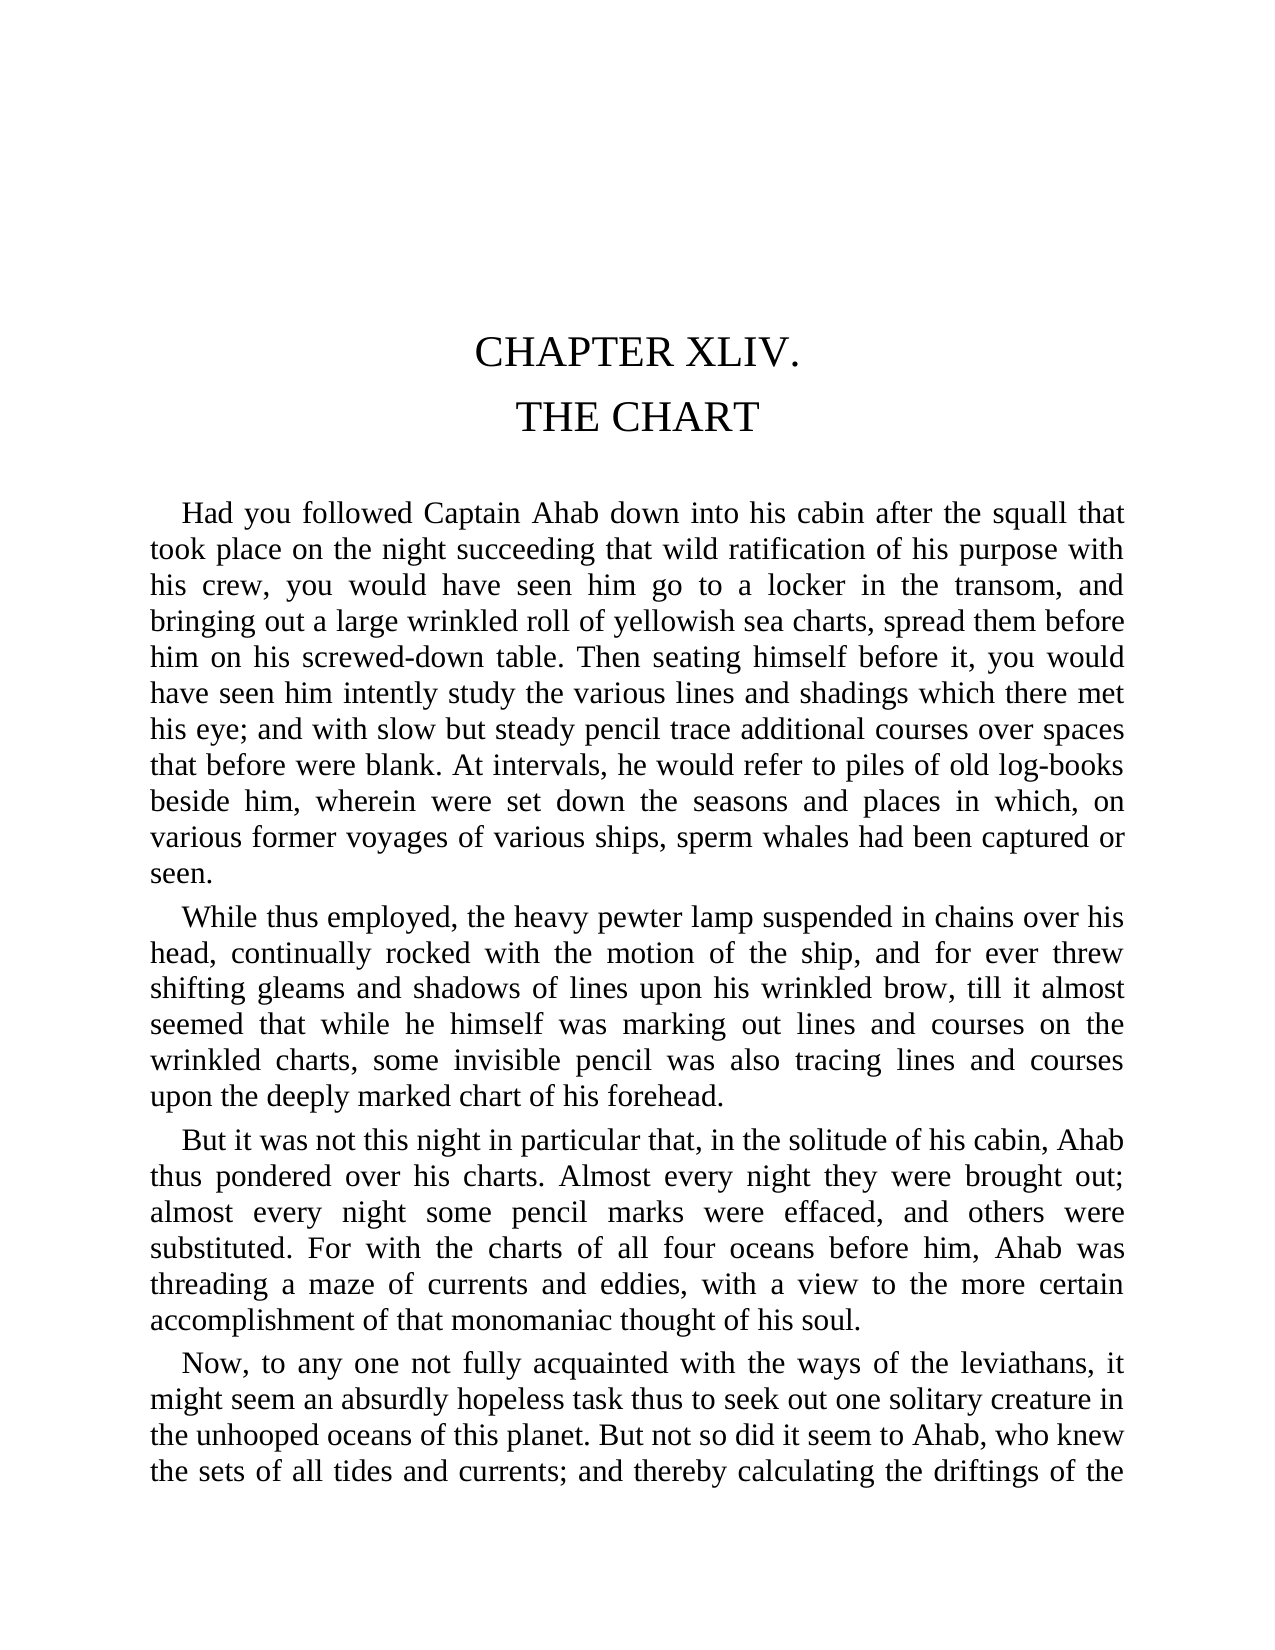 CHAPTER XLIV.
THE CHART
Had you followed Captain Ahab down into his cabin after the squall that
took place on the night succeeding that wild ratification of his purpose with
his crew, you would have seen him go to a locker in the transom, and
bringing out a large wrinkled roll of yellowish sea charts, spread them before
him on his screwed-down table. Then seating himself before it, you would
have seen him intently study the various lines and shadings which there met
his eye; and with slow but steady pencil trace additional courses over spaces
that before were blank. At intervals, he would refer to piles of old log-books
beside him, wherein were set down the seasons and places in which, on
various former voyages of various ships, sperm whales had been captured or
seen.
While thus employed, the heavy pewter lamp suspended in chains over his
head, continually rocked with the motion of the ship, and for ever threw
shifting gleams and shadows of lines upon his wrinkled brow, till it almost
seemed that while he himself was marking out lines and courses on the
wrinkled charts, some invisible pencil was also tracing lines and courses
upon the deeply marked chart of his forehead.
But it was not this night in particular that, in the solitude of his cabin, Ahab
thus pondered over his charts. Almost every night they were brought out;
almost every night some pencil marks were effaced, and others were
substituted. For with the charts of all four oceans before him, Ahab was
threading a maze of currents and eddies, with a view to the more certain
accomplishment of that monomaniac thought of his soul.
Now, to any one not fully acquainted with the ways of the leviathans, it
might seem an absurdly hopeless task thus to seek out one solitary creature in
the unhooped oceans of this planet. But not so did it seem to Ahab, who knew
the sets of all tides and currents; and thereby calculating the driftings of the